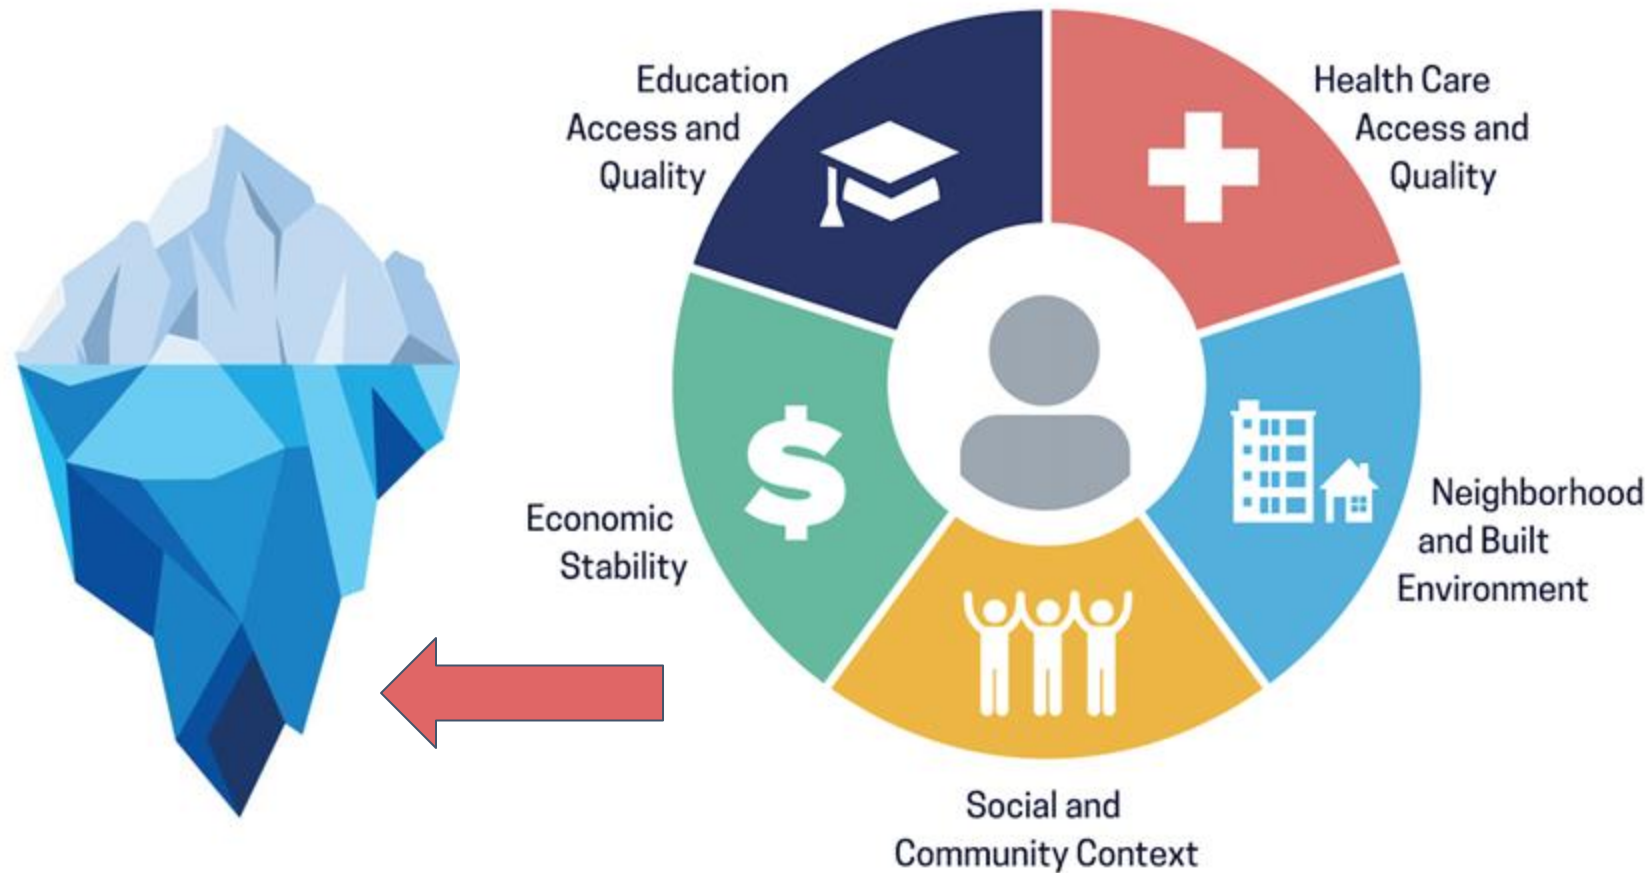 Education
Access and
Quality
Health Care
Access and
Quality
Economic
Stability
Neighborhood
and Built
Environment
Social and
Community Context